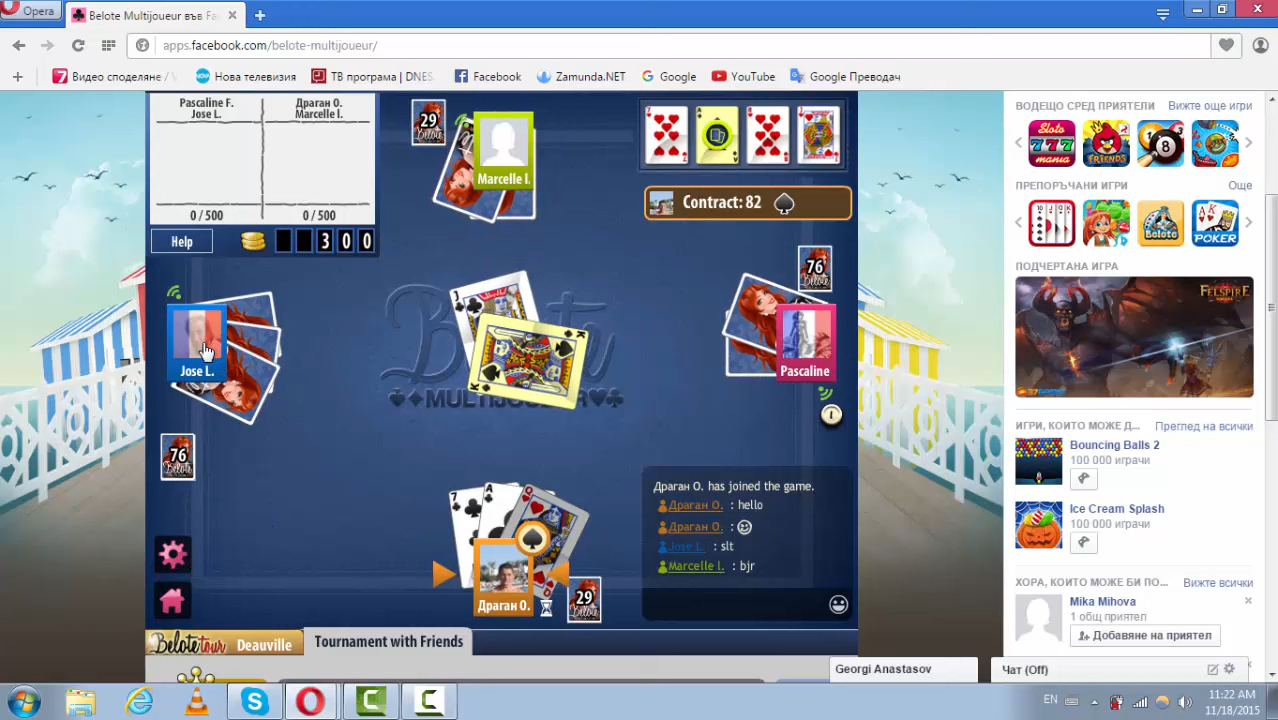 Opera
Belote Multijoueur във Fa
apps.facebook.com/belote-multijoueur/
Видео споделяне /
Нова телевизия
ТВ програма | DNES.
Facebook
Zamunda.NET
Google
YouTube
Google Преводач
Pascaline F.
Jose L.
Драган О.
Marcelle I.
0 / 500
0 / 500
Help
3 0 0
29
Marcelle I.
Contract: 82
76
Belote
Jose L.
Pascaline
Belote
MULTIJOUEUR
76
Belote
Драган О. has joined the game.
Драган О. : hello
Драган О. :
Jose L. : slt
Marcelle I. : bjr
Драган О.
29
Belotetour Deauville
Tournament with Friends
ВОДЕЩО СРЕД ПРИЯТЕЛИ
Вижте още игри
ПРЕПОРЪЧАНИ ИГРИ
Още
POKER
ПОДЧЕРТАНА ИГРА
FELSPIRE
ИГРИ, КОИТО МОЖЕ Д...
Преглед на всички
Bouncing Balls 2
100 000 играчи
Ice Cream Splash
100 000 играчи
ХОРА, КОИТО МОЖЕ БИ ПО...
Вижте всички
Mika Mihova
1 общ приятел
Добавяне на приятел
Georgi Anastasov
Чат (Off)
EN
11:22 AM
11/18/2015